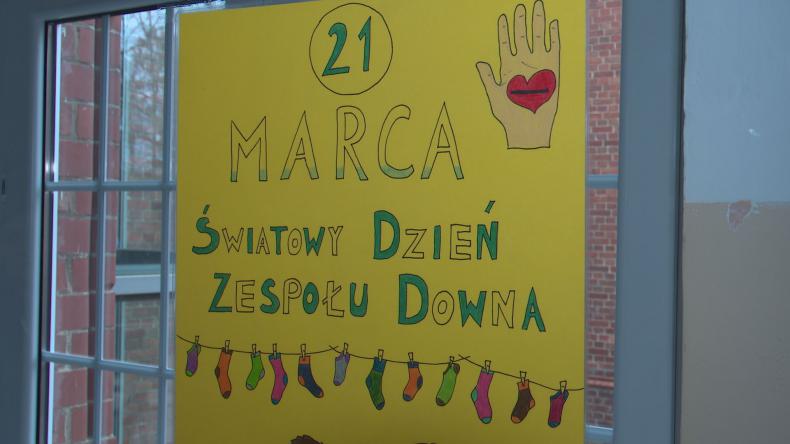 21
MARCA
ŚWIATOWY DZIEŃ
ZESPOŁU DOWNA